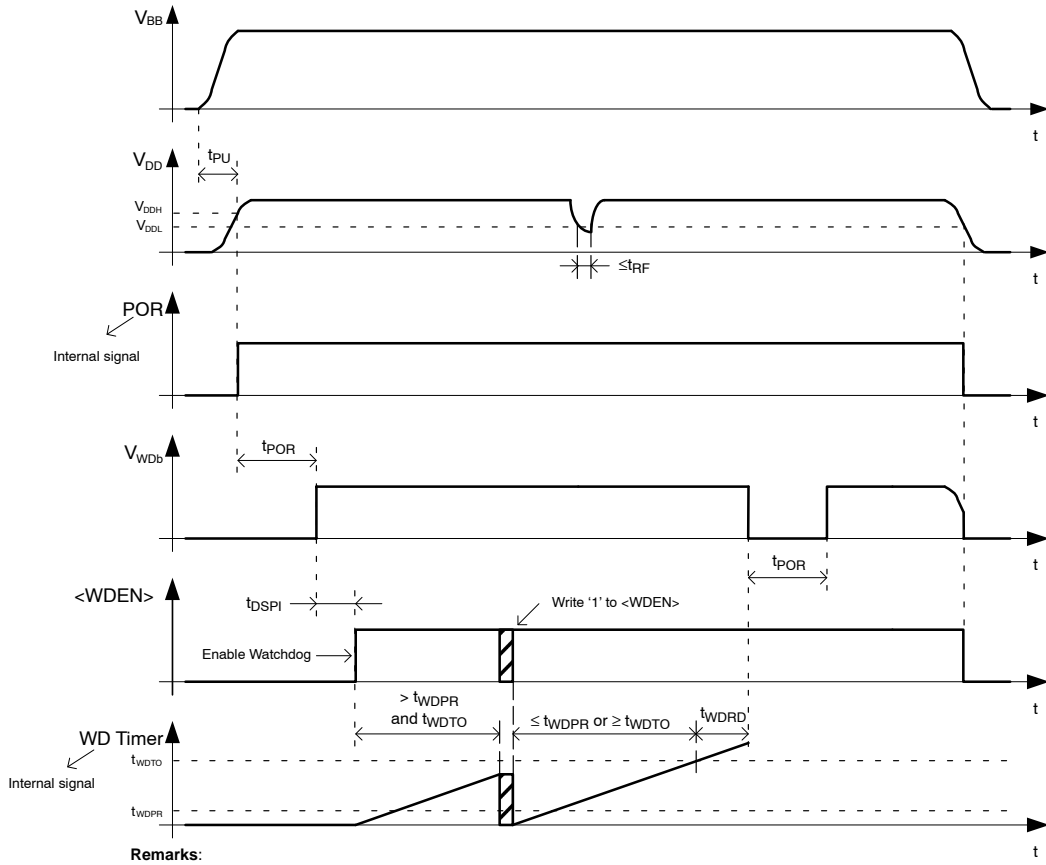 VBB
t
tPU
VDD
VDDH
VDDL
≤tRF
t
POR
Internal signal
t
tPOR
VWDb
t
tPOR
<WDEN>
tDSPI
Write ‘1’ to <WDEN>
Enable Watchdog
t
> tWDPR
and tWDTO
≤ tWDPR or ≥ tWDTO
tWDRD
WD Timer
tWDTO
Internal signal
tWDPR
t
Remarks: